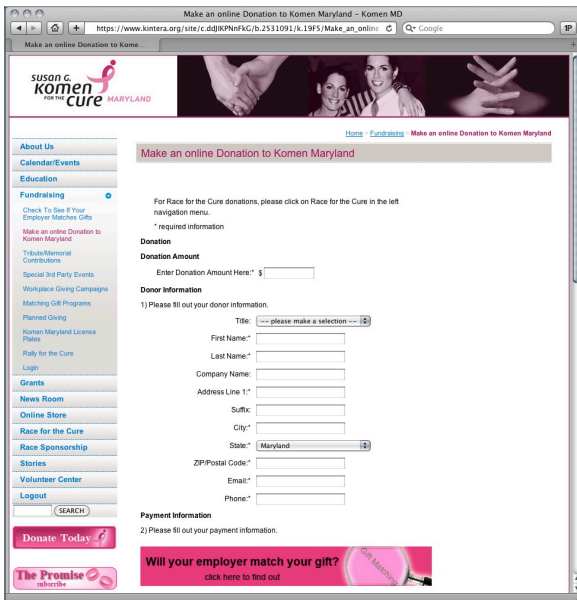 Make an online Donation to Komen Maryland – Komen MD
https://www.kintera.org/site/c.ddJIKPNnFkG/b.2531091/k.19F5/Make_an_online
Google
1P
Make an online Donation to Kome...
susan G.
komen
FOR THE cure MARYLAND
Home > Fundraising > Make an online Donation to Komen Maryland
About Us
Calendar/Events
Education
Fundraising
Check To See If Your
Employer Matches Gifts
Make an online Donation to
Komen Maryland
Tribute/Memorial
Contributions
Special 3rd Party Events
Workplace Giving Campaigns
Matching Gift Programs
Planned Giving
Komen Maryland License
Plates
Rally for the Cure
Login
Grants
News Room
Online Store
Race for the Cure
Race Sponsorship
Stories
Volunteer Center
Logout
SEARCH
Donate Today
The Promise
subscribe
Make an online Donation to Komen Maryland
For Race for the Cure donations, please click on Race for the Cure in the left
navigation menu.
* required information
Donation
Donation Amount
Enter Donation Amount Here:* $
Donor Information
1) Please fill out your donor information.
Title: -- please make a selection --
First Name:*
Last Name:*
Company Name:
Address Line 1:*
Suffix:
City:*
State:* Maryland
ZIP/Postal Code:*
Email:*
Phone:*
Payment Information
2) Please fill out your payment information.
Will your employer match your gift?
click here to find out
Gift Matching